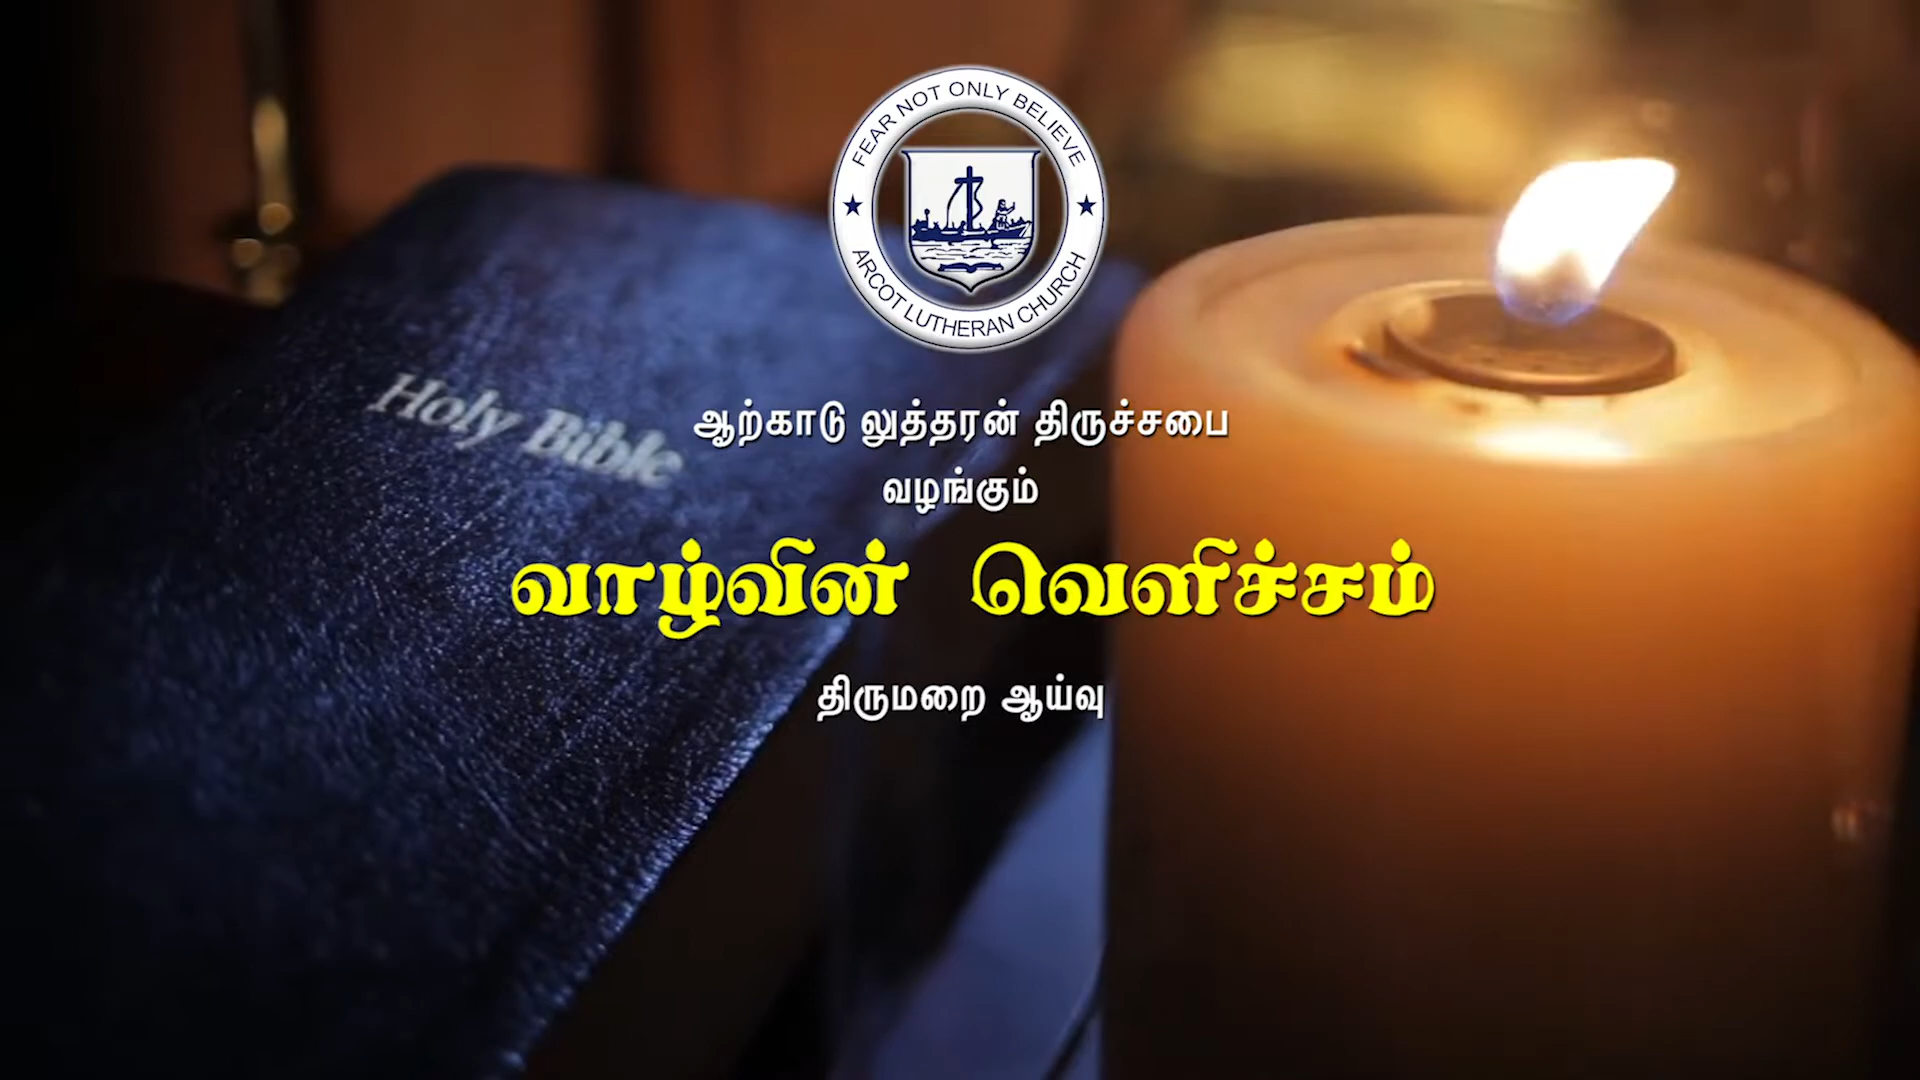 FEAR NOT ONLY BELIEVE
ARCOT LUTHERAN CHURCH
Holy Bible
ஆற்காடு லுத்தரன் திருச்சபை
வழங்கும்
வாழ்வின் வெளிச்சம்
திருமறை ஆய்வு